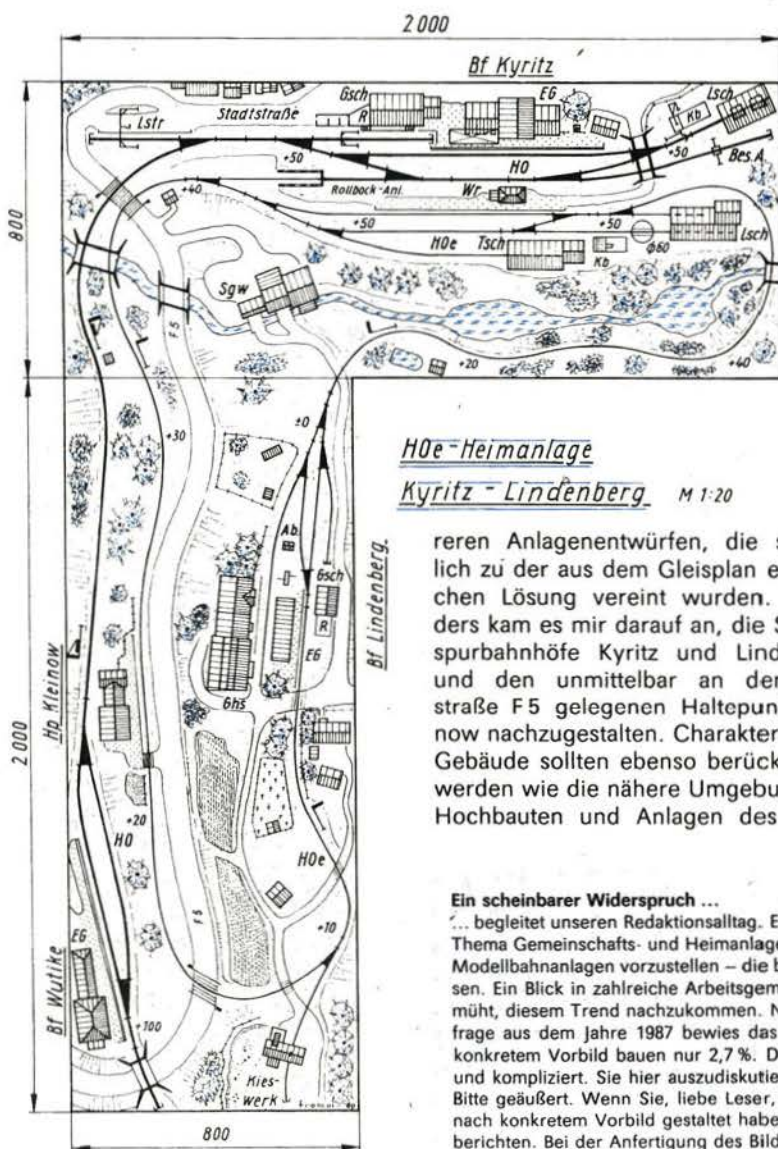 2000
Bf Kyritz
Gsch
EG
Lsch
Lstr
Stadtstraße
R
Kb
+50
H0
+50
Bes.A.
+40
Rollbock-Anl.
Wr
800
+50
+50
H0e
Tsch
Kb
φ60
Lsch
Sgw
F5
+20
+40
+30
±0
H0e-Heimanlage
Kyritz - Lindenberg M 1:20
Ab.
Gsch
R
EG
Bf Lindenberg
Ghs
Hp Kleinow
2000
+20
H0
H0e
F5
+10
EG
Bf Wutike
+100
Kies-
werk
800
reren Anlagenentwürfen, die s
lich zu der aus dem Gleisplan e
chen Lösung vereint wurden.
ders kam es mir darauf an, die S
spurbahnhöfe Kyritz und Lind
und den unmittelbar an der
straße F 5 gelegenen Haltepun
now nachzugestalten. Charakter
Gebäude sollten ebenso berück
werden wie die nähere Umgebu
Hochbauten und Anlagen des
Ein scheinbarer Widerspruch ...
... begleitet unseren Redaktionsalltag. E
Thema Gemeinschafts- und Heimanlage
Modellbahnanlagen vorzustellen – die b
sen. Ein Blick in zahlreiche Arbeitsgem
müht, diesem Trend nachzukommen. N
frage aus dem Jahre 1987 bewies das
konkretem Vorbild bauen nur 2,7 %. D
und kompliziert. Sie hier auszudiskutie
Bitte geäußert. Wenn Sie, liebe Leser,
nach konkretem Vorbild gestaltet habe
berichten. Bei der Anfertigung des Bild